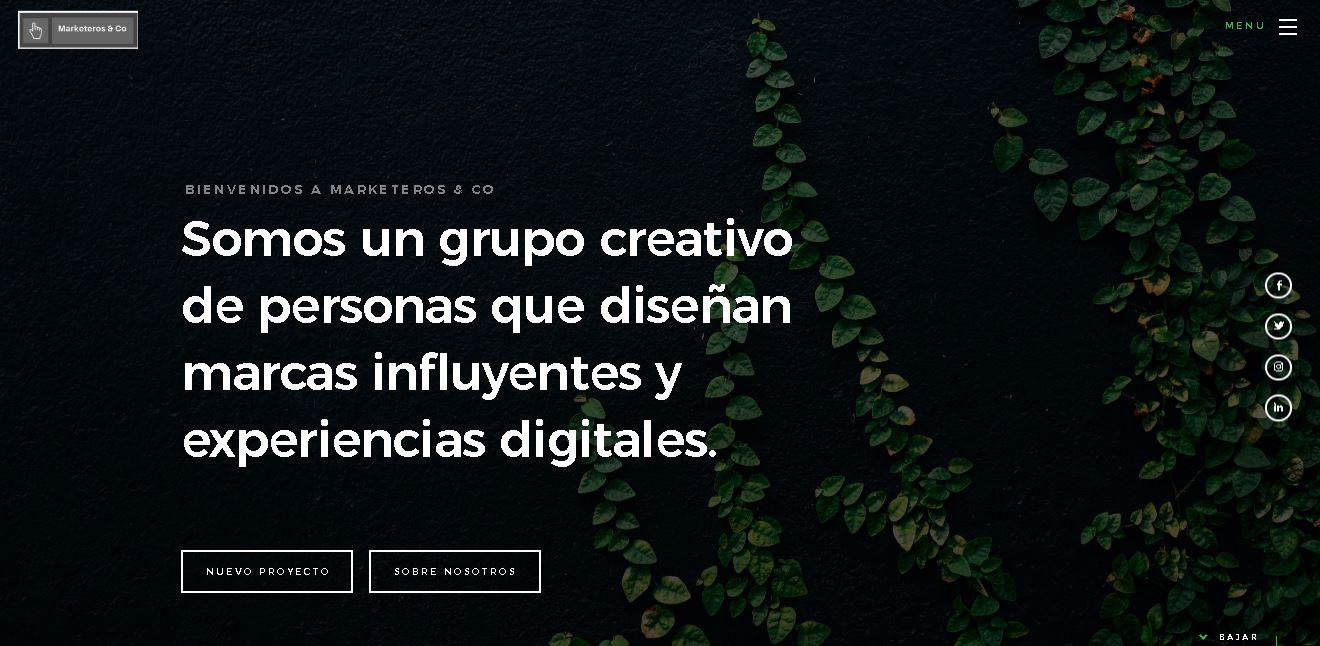 Marketeros & Co
MENU
BIENVENIDOS A MARKETEROS & CO
Somos un grupo creativo
de personas que diseñan
marcas influyentes y
experiencias digitales.
NUEVO PROYECTO
SOBRE NOSOTROS
BAJAR